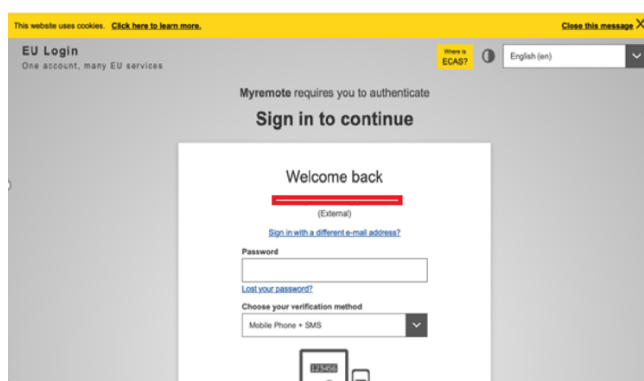 This website uses cookies. Click here to learn more. Close this message X
EU Login
One account, many EU services
Where is
ECAS?
English (en)
Myremote requires you to authenticate
Sign in to continue
Welcome back
(External)
Sign in with a different e-mail address?
Password
Lost your password?
Choose your verification method
Mobile Phone + SMS
123456